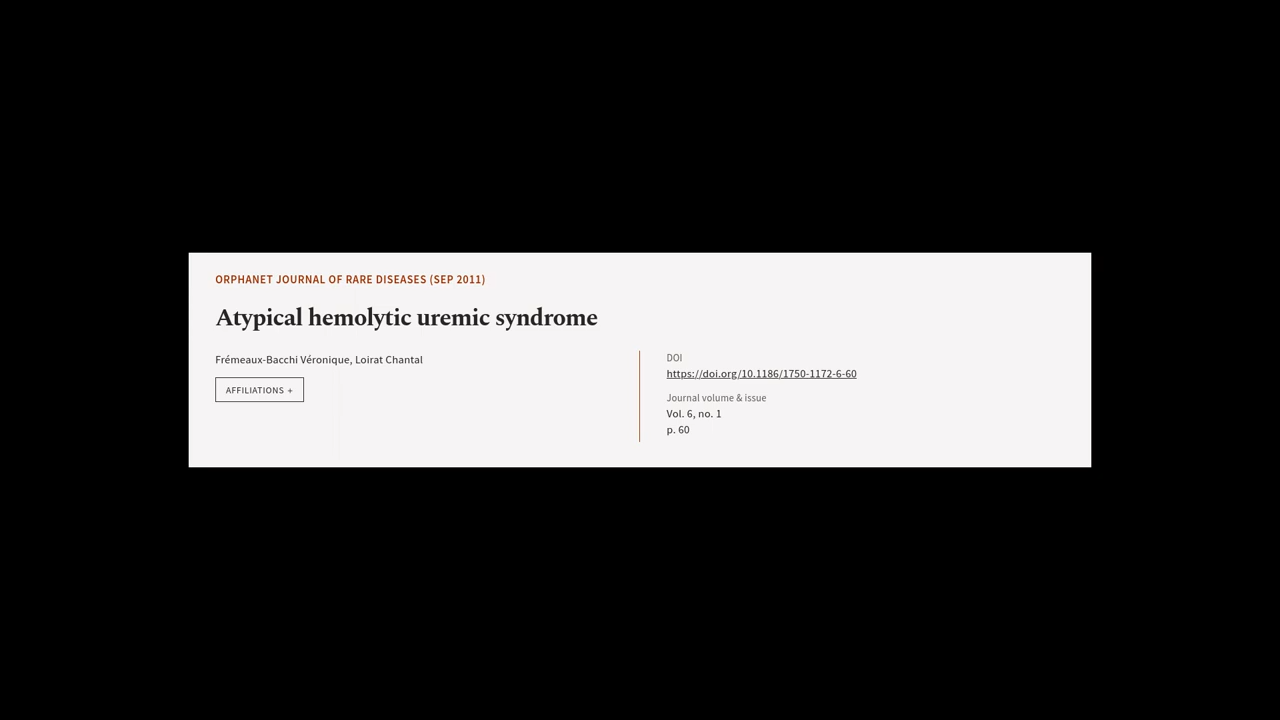 ORPHANET JOURNAL OF RARE DISEASES (SEP 2011)
Atypical hemolytic uremic syndrome
Frémeaux-Bacchi Véronique, Loirat Chantal
AFFILIATIONS +
DOI
https://doi.org/10.1186/1750-1172-6-60
Journal volume & issue
Vol. 6, no. 1
p. 60